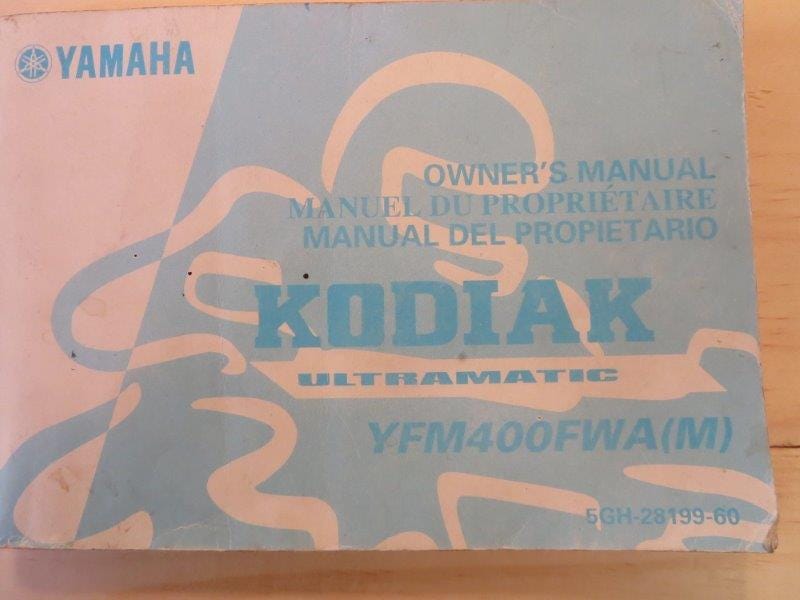 YAMAHA
OWNER'S MANUAL
MANUEL DU PROPRIÉTAIRE
MANUAL DEL PROPIETARIO
KODIAK
ULTRAMATIC
YFM400FWA(M)
5GH-28199-60